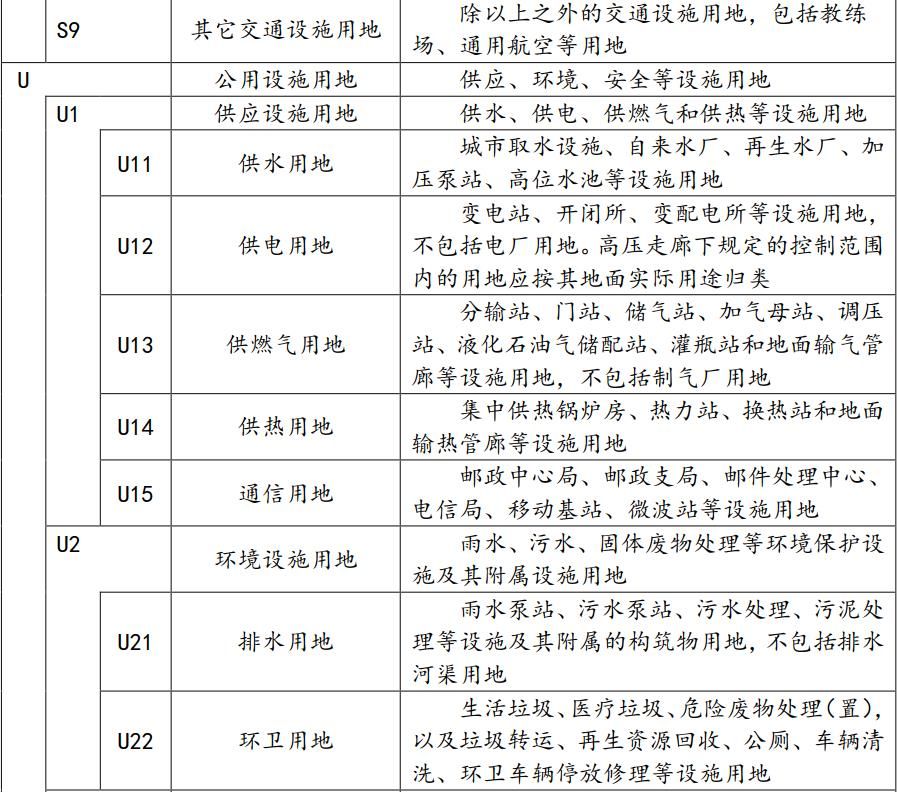 S9 其它交通设施用地 除以上之外的交通设施用地，包括教练
场、通用航空等用地
U 公用设施用地 供应、环境、安全等设施用地
U1 供应设施用地 供水、供电、供燃气和供热等设施用地
U11 供水用地 城市取水设施、自来水厂、再生水厂、加
压泵站、高位水池等设施用地
U12 供电用地 变电站、开闭所、变配电所等设施用地，
不包括电厂用地。高压走廊下规定的控制范围
内的用地应按其地面实际用途归类
U13 供燃气用地 分输站、门站、储气站、加气母站、调压
站、液化石油气储配站、灌瓶站和地面输气管
廊等设施用地，不包括制气厂用地
U14 供热用地 集中供热锅炉房、热力站、换热站和地面
输热管廊等设施用地
U15 通信用地 邮政中心局、邮政支局、邮件处理中心、
电信局、移动基站、微波站等设施用地
U2 环境设施用地 雨水、污水、固体废物处理等环境保护设
施及其附属设施用地
U21 排水用地 雨水泵站、污水泵站、污水处理、污泥处
理等设施及其附属的构筑物用地，不包括排水
河渠用地
U22 环卫用地 生活垃圾、医疗垃圾、危险废物处理（置），
以及垃圾转运、再生资源回收、公厕、车辆清
洗、环卫车辆停放修理等设施用地